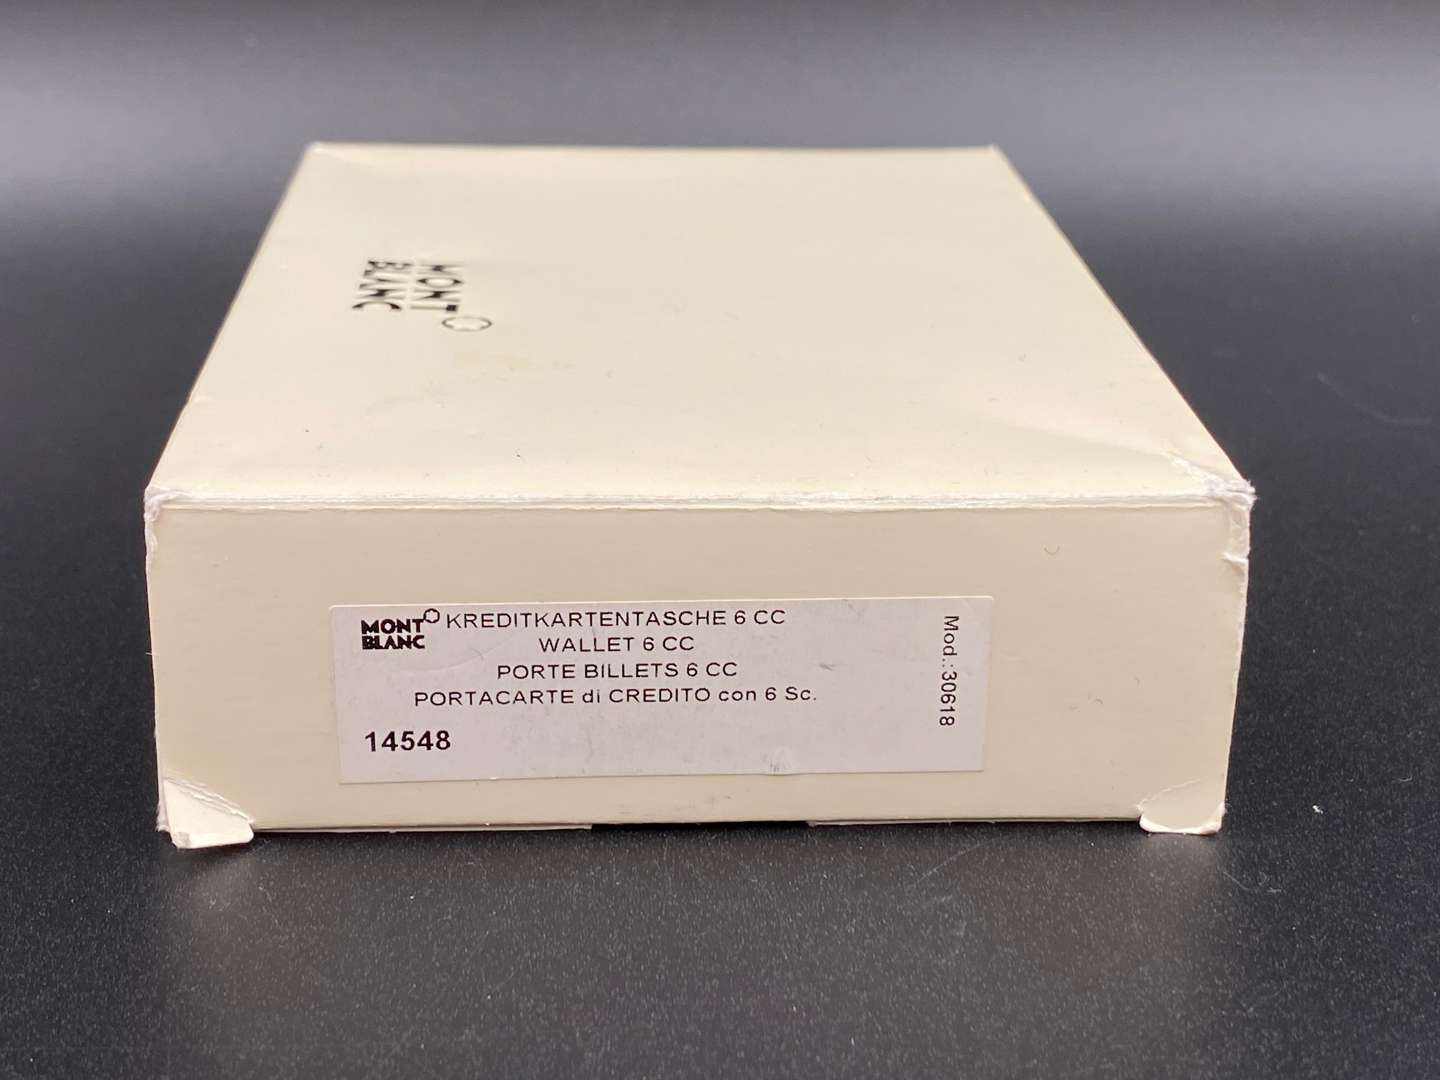 MONT
BLANC
MONT
BLANC
KREDITKARTENTASCHE 6 CC
WALLET 6 CC
PORTE BILLETS 6 CC
PORTACARTE di CREDITO con 6 Sc.
14548
Mod.:30618